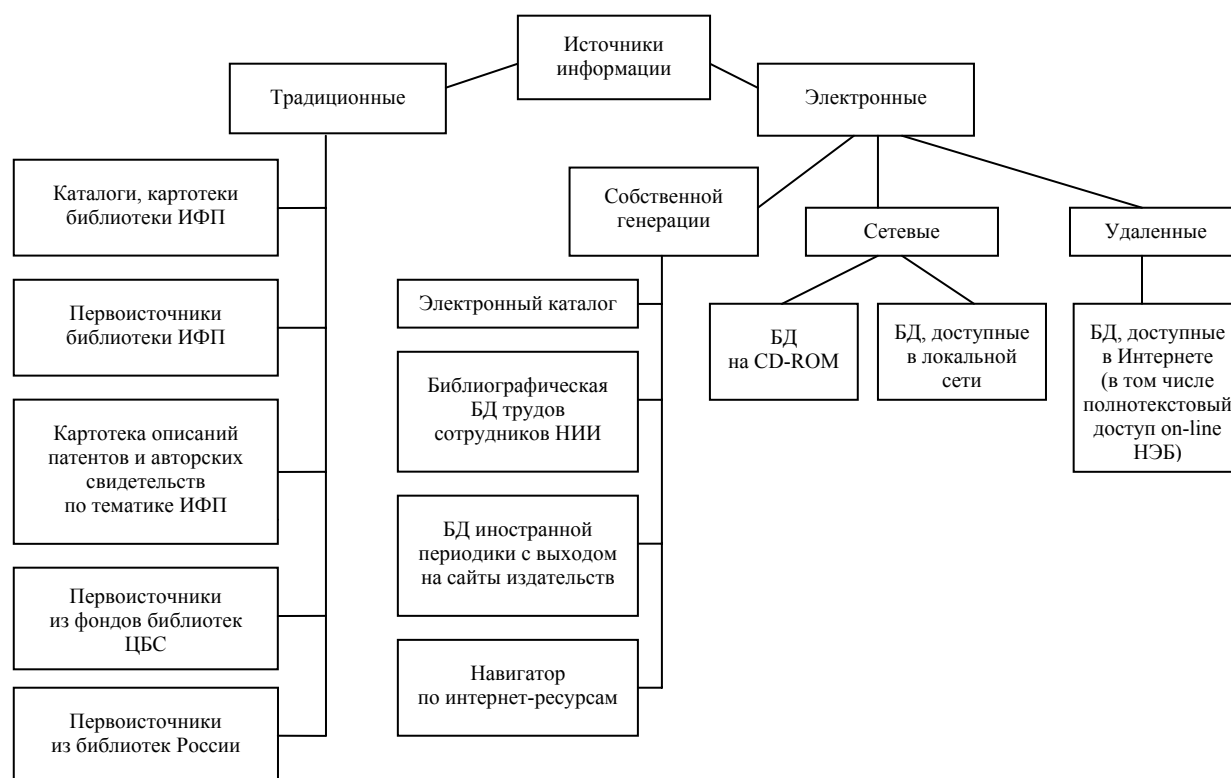 Источники
информации
Традиционные
Электронные
Каталоги, картотеки
библиотеки ИФП
Первоисточники
библиотеки ИФП
Картотека описаний
патентов и авторских
свидетельств
по тематике ИФП
Первоисточники
из фондов библиотек
ЦБС
Первоисточники
из библиотек России
Собственной
генерации
Электронный каталог
Библиографическая
БД трудов
сотрудников НИИ
БД иностранной
периодики с выходом
на сайты издательств
Навигатор
по интернет-ресурсам
Сетевые
БД
на CD-ROM
БД, доступные
в локальной
сети
Удаленные
БД, доступные
в Интернете
(в том числе
полнотекстовый
доступ on-line
НЭБ)